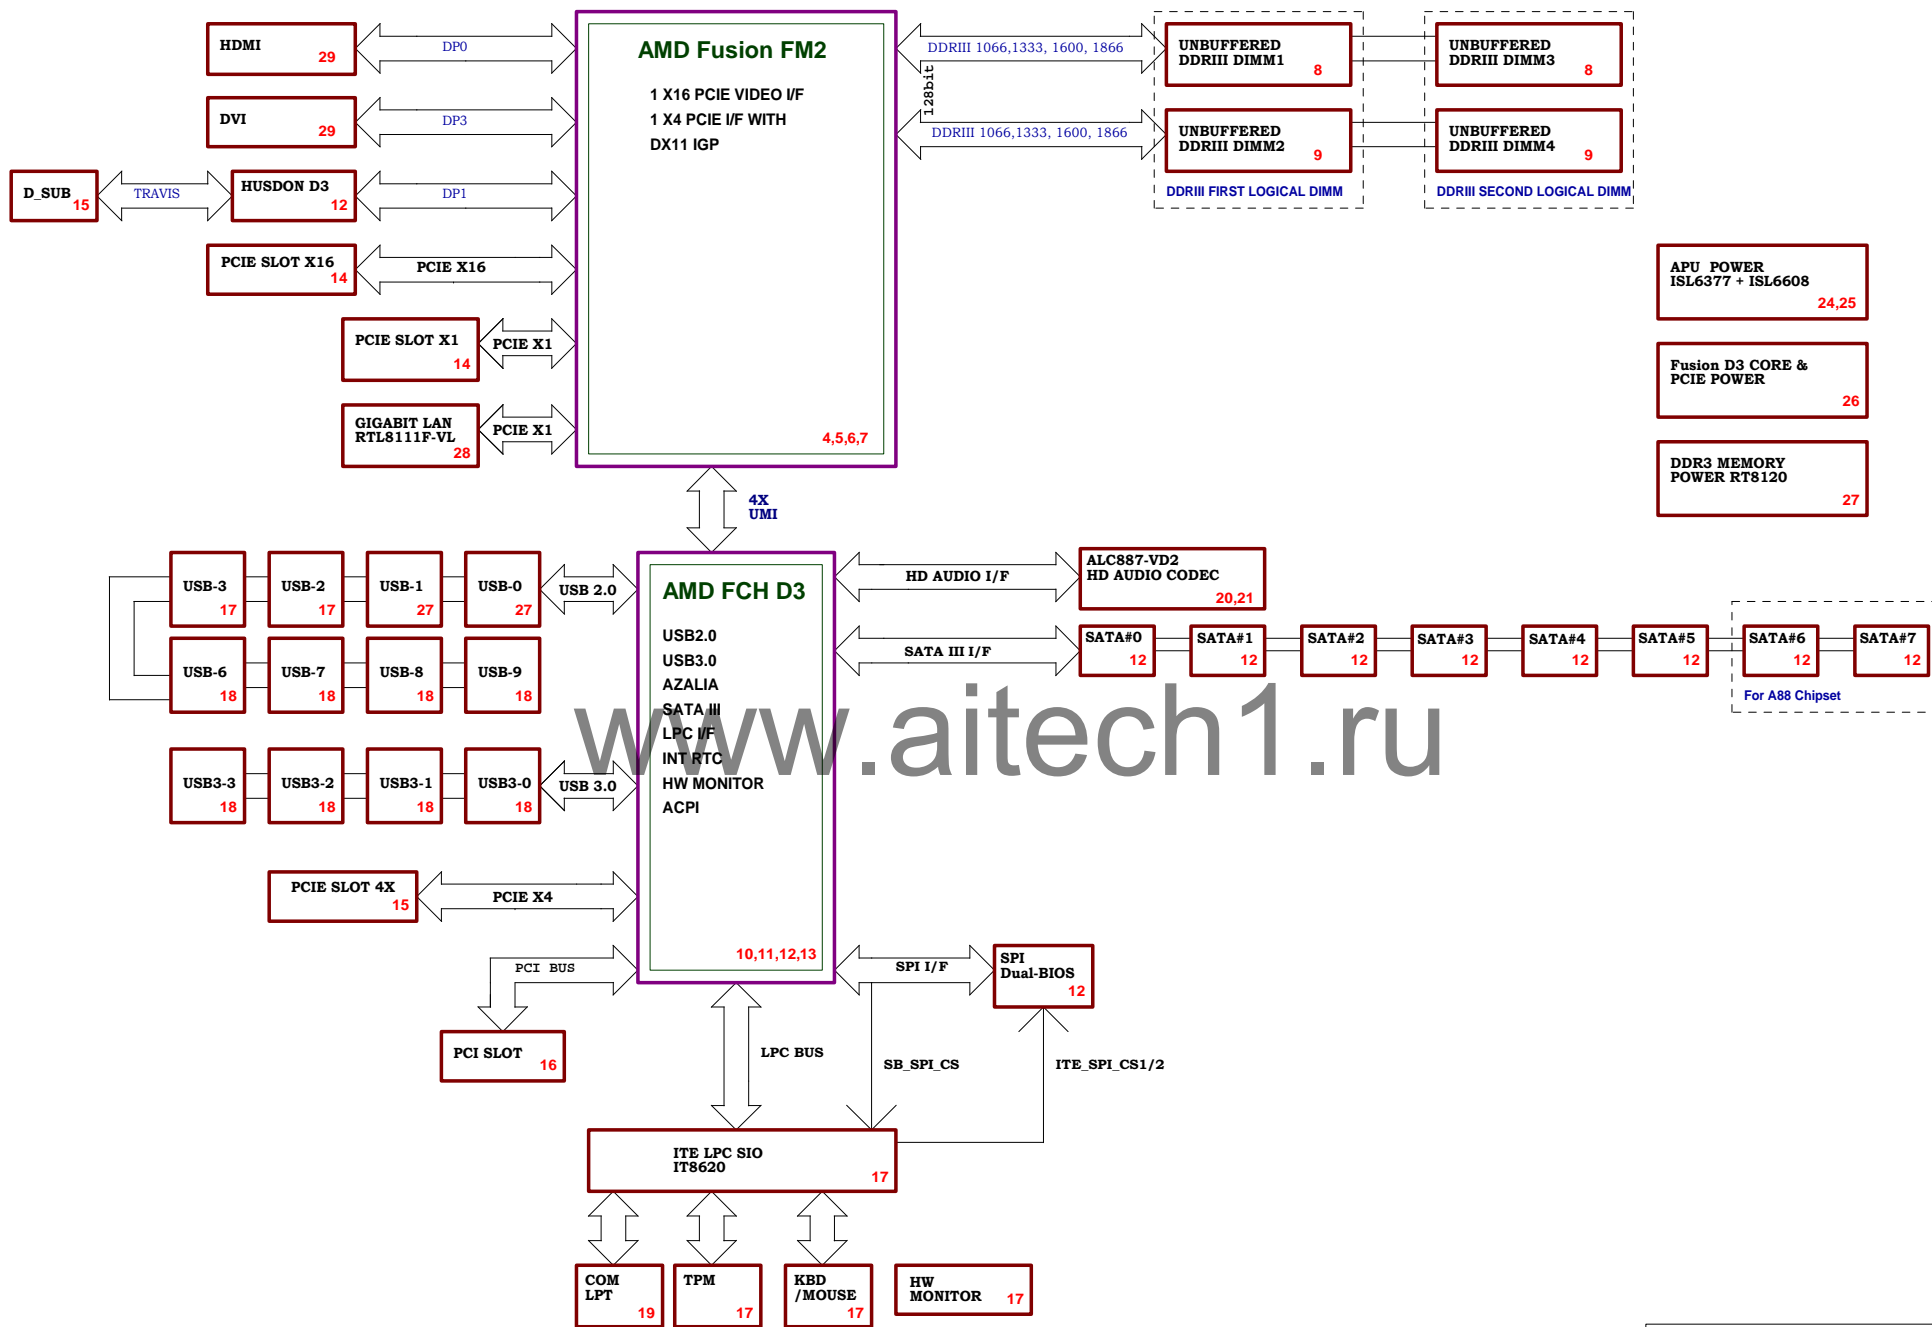 HDMI
29
DP0
AMD Fusion FM2
1 X16 PCIE VIDEO I/F
1 X4 PCIE I/F WITH
DX11 IGP
4,5,6,7
DVI
29
DP3
D_SUB
15
TRAVIS
HUSDON D3
12
DP1
PCIE SLOT X16
14
PCIE X16
PCIE SLOT X1
14
PCIE X1
GIGABIT LAN
RTL8111F-VL
28
PCIE X1
DDRIII 1066,1333, 1600, 1866
128bit
DDRIII 1066,1333, 1600, 1866
UNBUFFERED
DDRIII DIMM1
8
UNBUFFERED
DDRIII DIMM3
8
UNBUFFERED
DDRIII DIMM2
9
UNBUFFERED
DDRIII DIMM4
9
DDRIII FIRST LOGICAL DIMM
DDRIII SECOND LOGICAL DIMM
APU POWER
ISL6377 + ISL6608
24,25
Fusion D3 CORE &
PCIE POWER
26
DDR3 MEMORY
POWER RT8120
27
4X
UMI
USB-3
17
USB-2
17
USB-1
27
USB-0
27
USB 2.0
USB-6
18
USB-7
18
USB-8
18
USB-9
18
USB3-3
18
USB3-2
18
USB3-1
18
USB3-0
18
USB 3.0
AMD FCH D3
USB2.0
USB3.0
AZALIA
SATA III
LPC I/F
INT RTC
HW MONITOR
ACPI
10,11,12,13
HD AUDIO I/F
ALC887-VD2
HD AUDIO CODEC
20,21
SATA III I/F
SATA#0
12
SATA#1
12
SATA#2
12
SATA#3
12
SATA#4
12
SATA#5
12
SATA#6
12
SATA#7
12
For A88 Chipset
www.aitech1.ru
PCIE SLOT 4X
15
PCIE X4
PCI BUS
PCI SLOT
16
SPI I/F
SPI
Dual-BIOS
12
LPC BUS
SB_SPI_CS
ITE_SPI_CS1/2
ITE LPC SIO
IT8620
17
COM
LPT
19
TPM
17
KBD
/MOUSE
17
HW
MONITOR
17